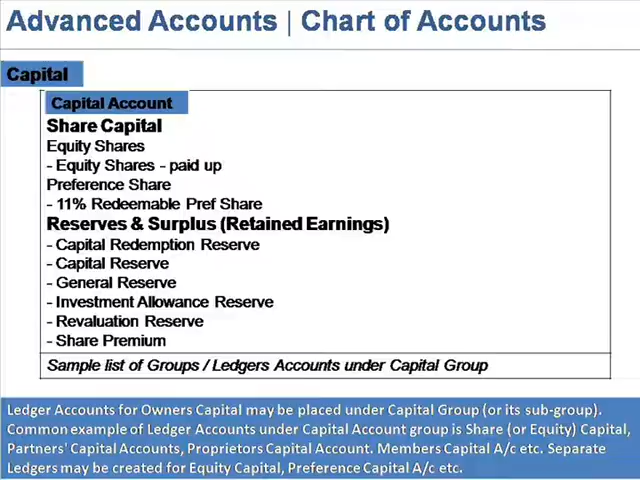 Advanced Accounts | Chart of Accounts
Capital
Capital Account
Share Capital
Equity Shares
- Equity Shares - paid up
Preference Share
- 11% Redeemable Pref Share
Reserves & Surplus (Retained Earnings)
- Capital Redemption Reserve
- Capital Reserve
- General Reserve
- Investment Allowance Reserve
- Revaluation Reserve
- Share Premium
Sample list of Groups / Ledgers Accounts under Capital Group
Ledger Accounts for Owners Capital may be placed under Capital Group (or its sub-group).
Common example of Ledger Accounts under Capital Account group is Share (or Equity) Capital,
Partners' Capital Accounts, Proprietors Capital Account. Members Capital A/c etc. Separate
Ledgers may be created for Equity Capital, Preference Capital A/c etc.